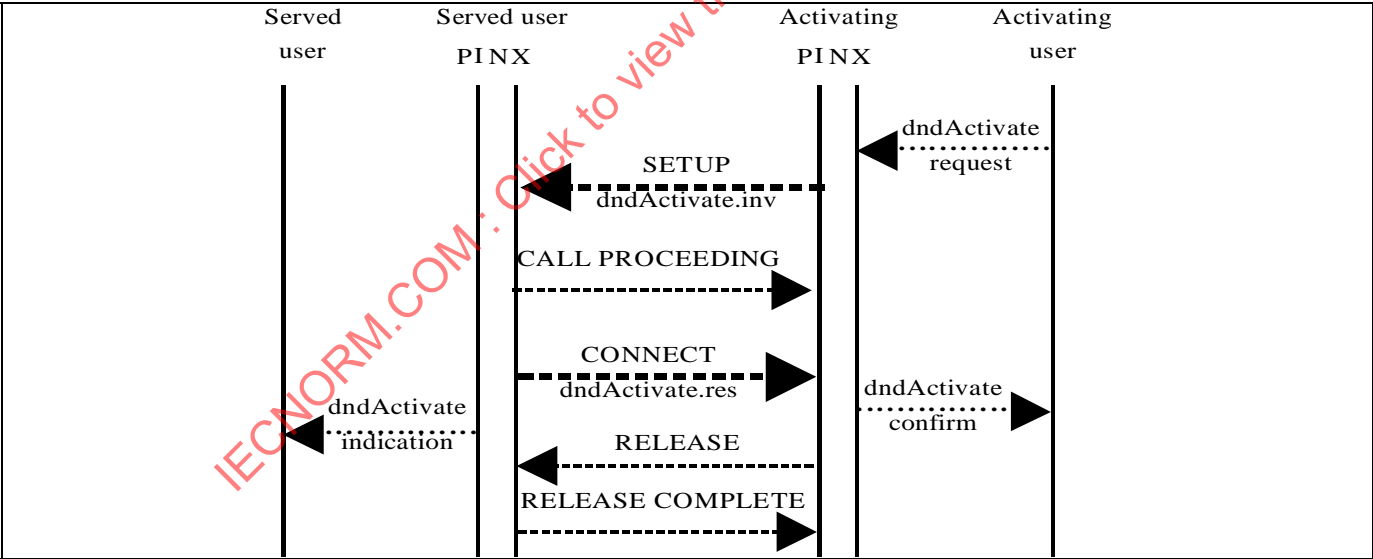 Served user
Served user PINX
Activating PINX
Activating user
dndActivate
request
SETUP
dndActivate.inv
CALL PROCEEDING
CONNECT
dndActivate.res
dndActivate
confirm
dndActivate
indication
RELEASE
RELEASE COMPLETE
IECNORM.COM : Click to view